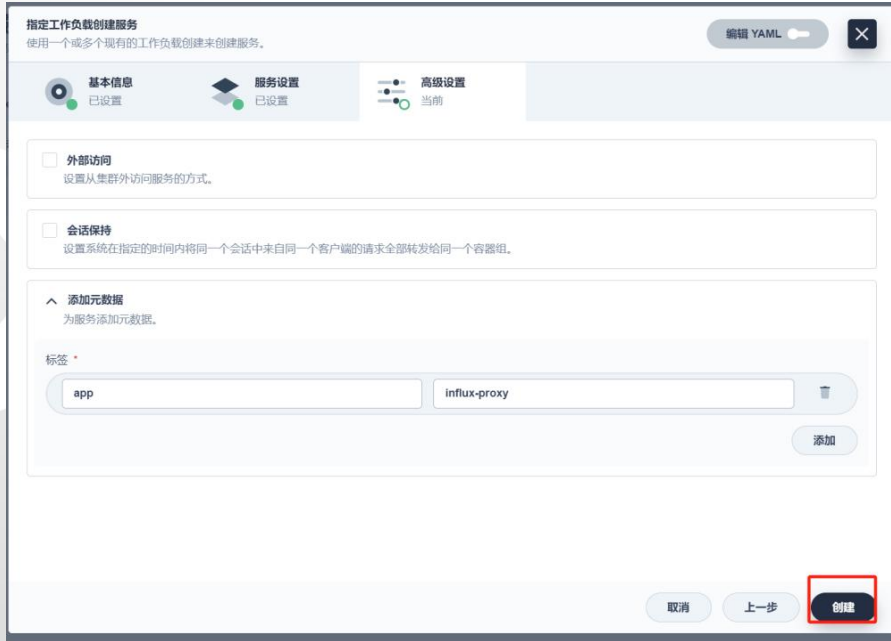 指定工作负载创建服务
使用一个或多个现有的工作负载创建来创建服务。
编辑 YAML
基本信息
已设置
服务设置
已设置
高级设置
当前
外部访问
设置从集群外访问服务的方式。
会话保持
设置系统在指定的时间内将同一个会话中来自同一个客户端的请求全部转发给同一个容器组。
添加元数据
为服务添加元数据。
标签 *
app influx-proxy
添加
取消 上一步 创建